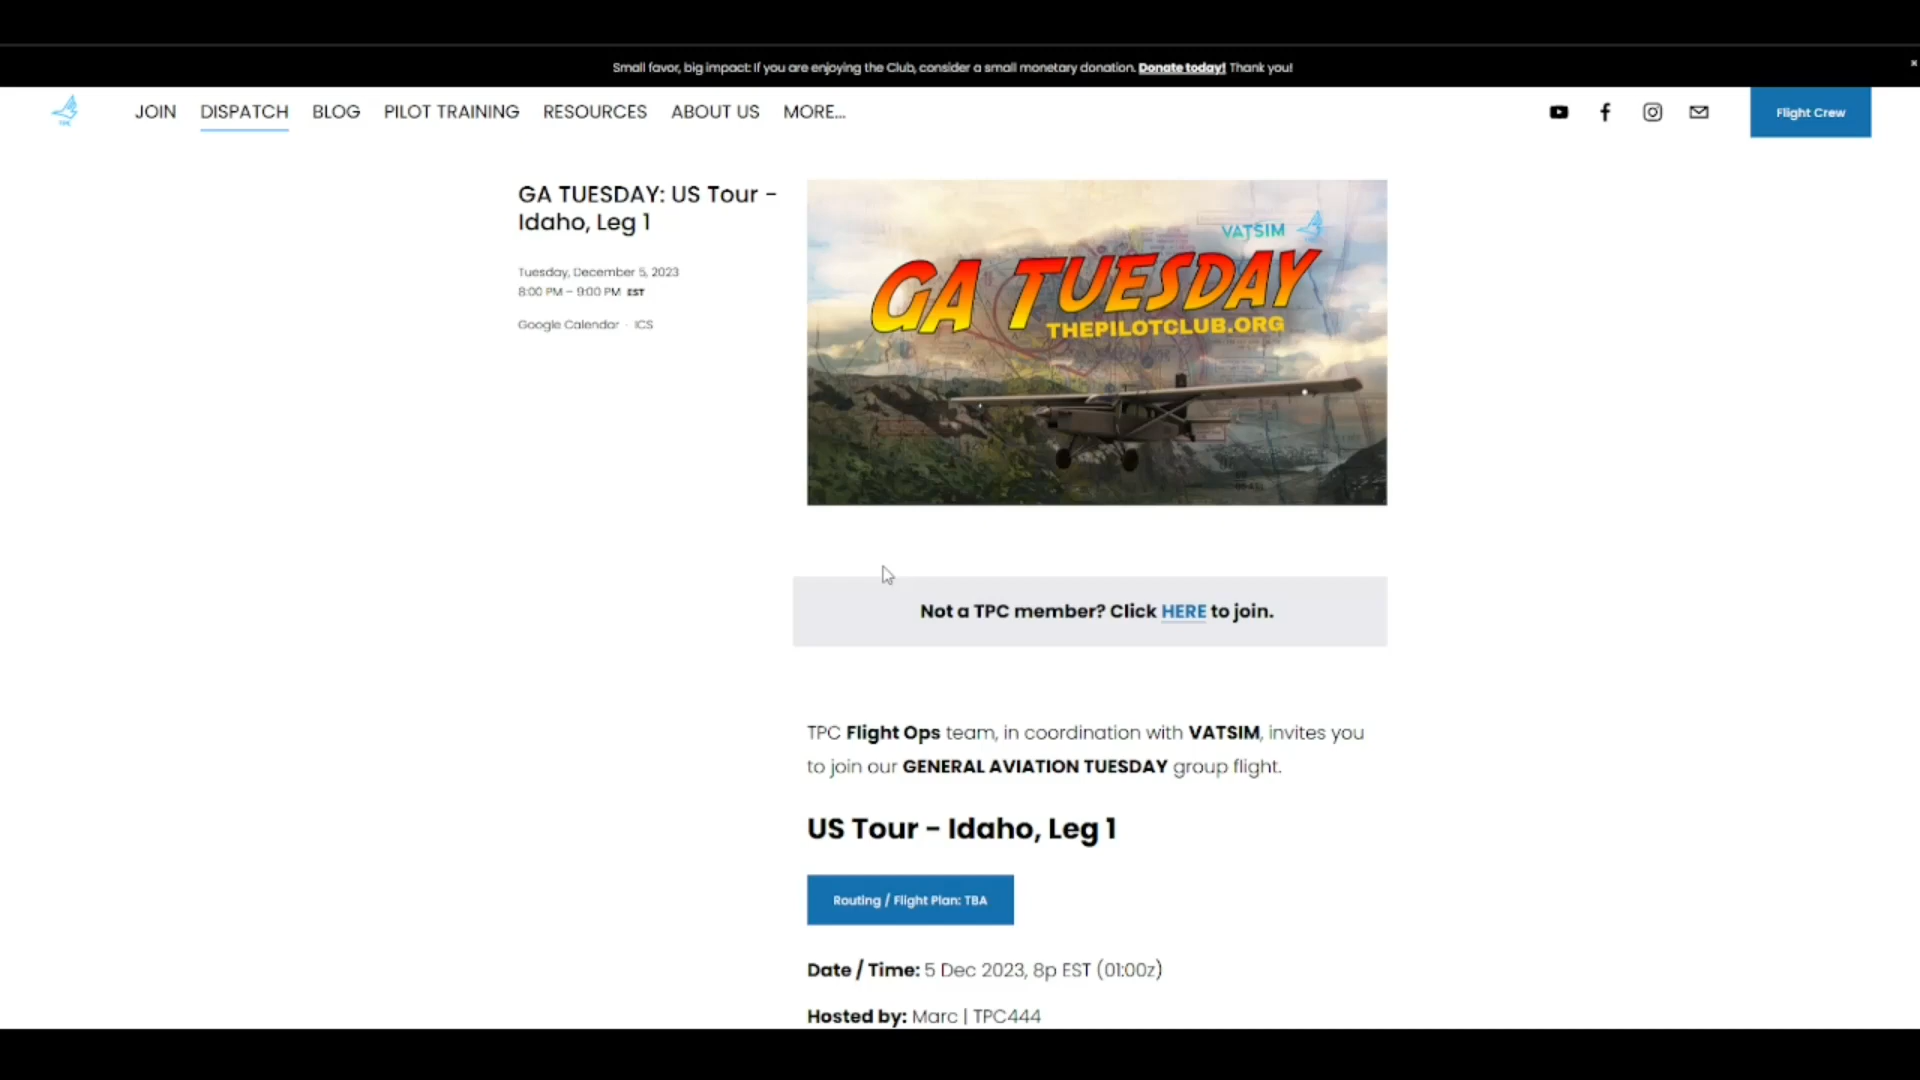 Small favor, big impact: If you are enjoying the Club, consider a small monetary donation. Donate today! Thank you!
TPC
JOIN DISPATCH BLOG PILOT TRAINING RESOURCES ABOUT US MORE...
Flight Crew
GA TUESDAY: US Tour -
Idaho, Leg 1
Tuesday, December 5, 2023
8:00 PM – 9:00 PM EST
Google Calendar · ICS
VATSIM
GA TUESDAY
THEPILOTCLUB.ORG
Not a TPC member? Click HERE to join.
TPC Flight Ops team, in coordination with VATSIM, invites you
to join our GENERAL AVIATION TUESDAY group flight.
US Tour - Idaho, Leg 1
Routing / Flight Plan: TBA
Date / Time: 5 Dec 2023, 8p EST (01:00z)
Hosted by: Marc | TPC444